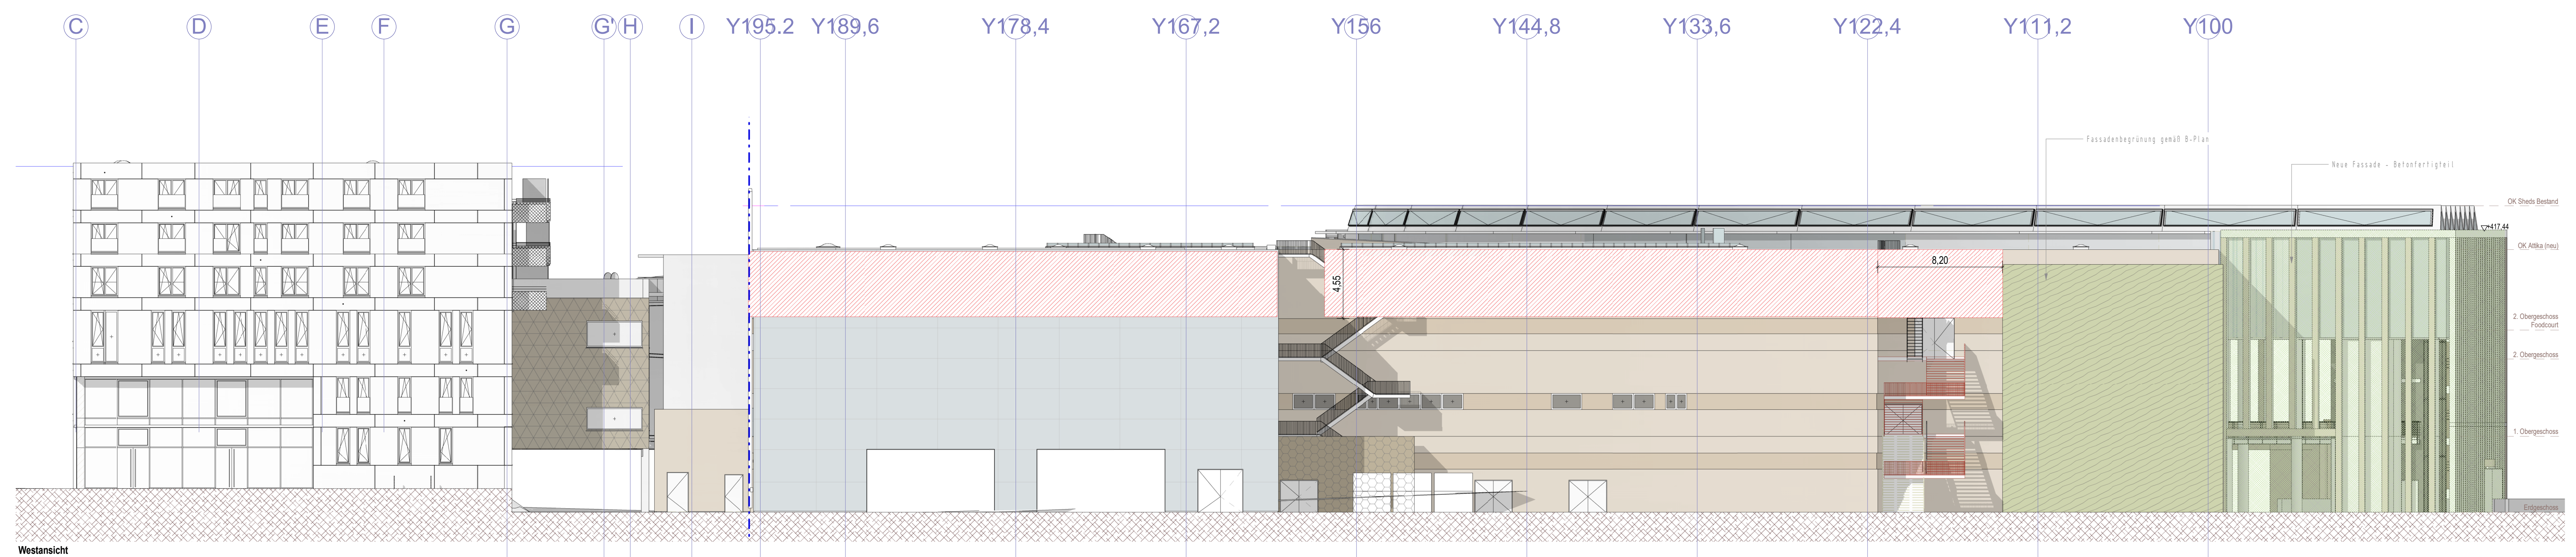 C D E F G G' H I Y195.2 Y189,6 Y178,4 Y167,2 Y156 Y144,8 Y133,6 Y122,4 Y111,2 Y100
Fassadenbegrünung gemäß B-Plan
Neue Fassade - Betonfertigteil
OK Sheds Bestand
+417,44
OK Attika (neu)
8,20
4,55
2. Obergeschoss
Foodcourt
2. Obergeschoss
1. Obergeschoss
Erdgeschoss
Westansicht